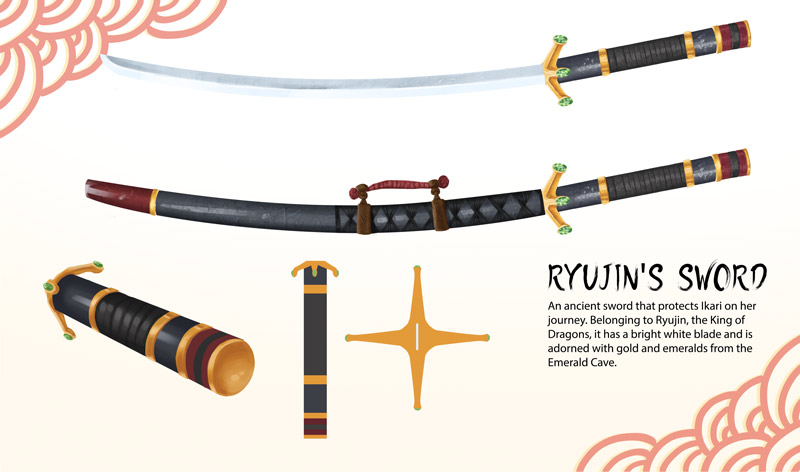 RYUJIN'S SWORD
An ancient sword that protects Ikari on her
journey. Belonging to Ryujin, the King of
Dragons, it has a bright white blade and is
adorned with gold and emeralds from the
Emerald Cave.